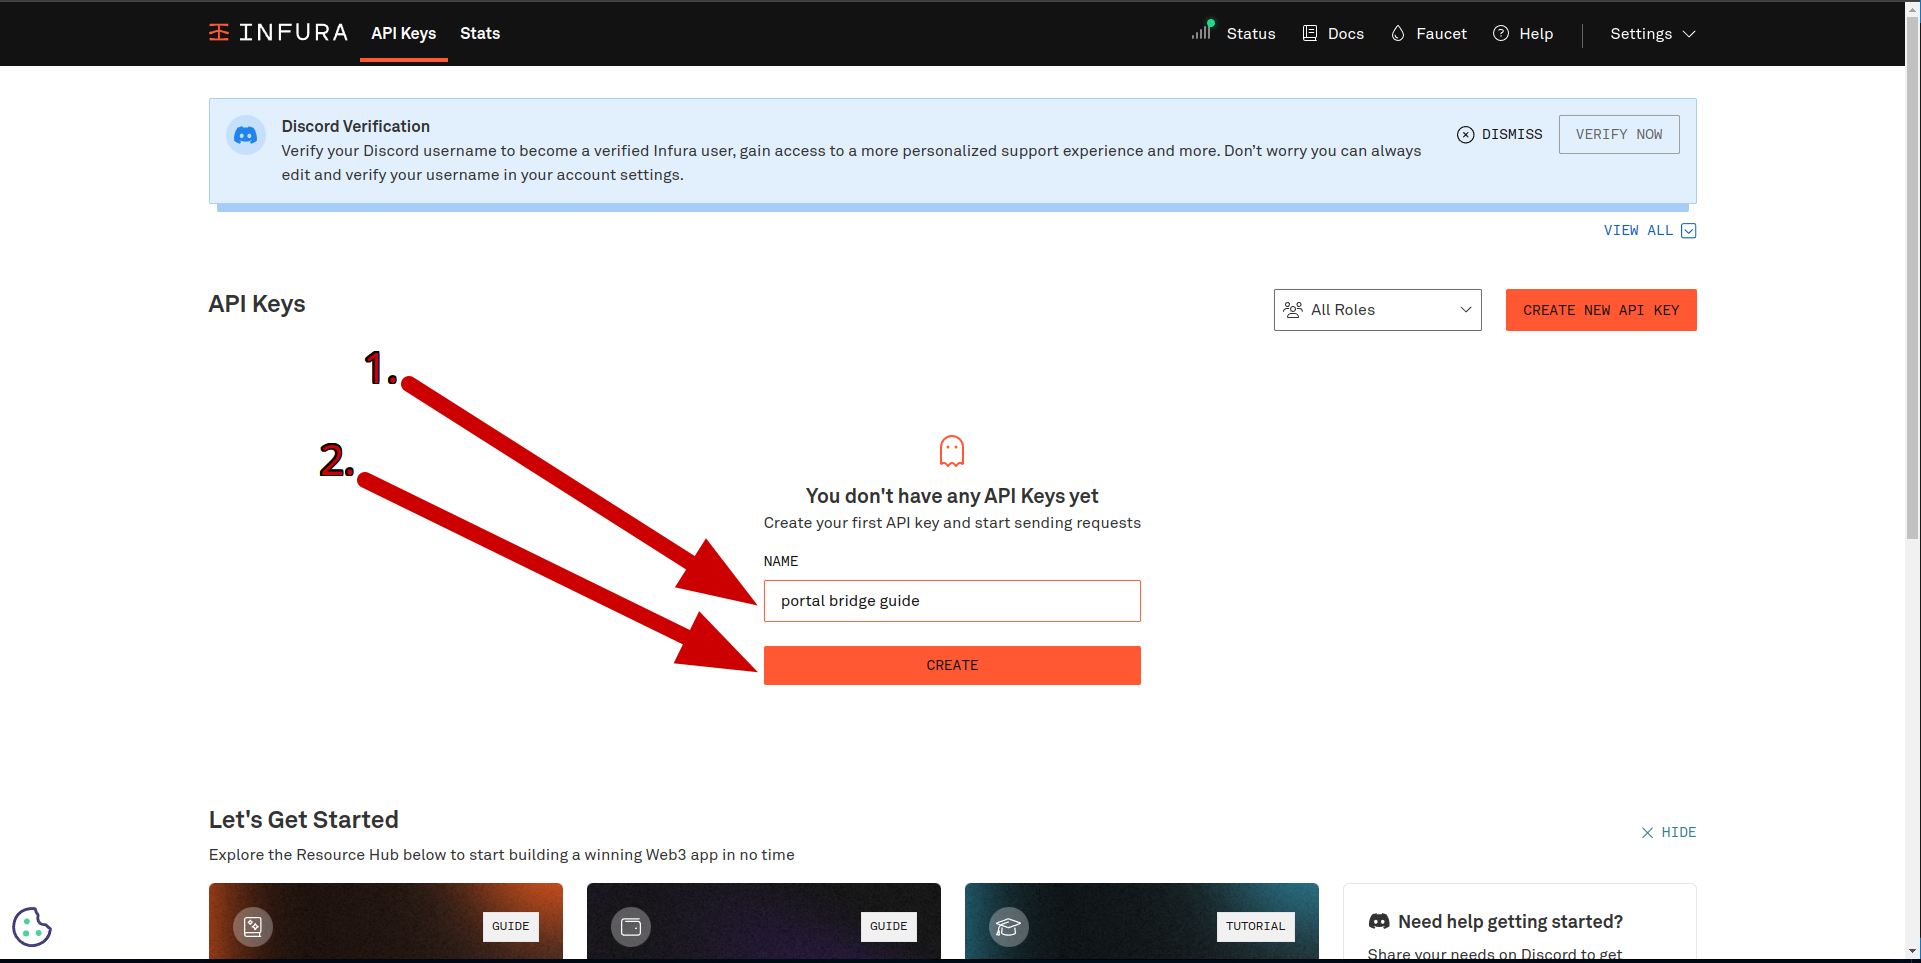 INFURA
API Keys
Stats
Status
Docs
Faucet
Help
Settings
Discord Verification
Verify your Discord username to become a verified Infura user, gain access to a more personalized support experience and more. Don’t worry you can always
edit and verify your username in your account settings.
DISMISS
VERIFY NOW
VIEW ALL
API Keys
All Roles
CREATE NEW API KEY
1.
2.
You don't have any API Keys yet
Create your first API key and start sending requests
NAME
portal bridge guide
CREATE
Let's Get Started
HIDE
Explore the Resource Hub below to start building a winning Web3 app in no time
GUIDE
GUIDE
TUTORIAL
Need help getting started?
Share your needs on Discord to get